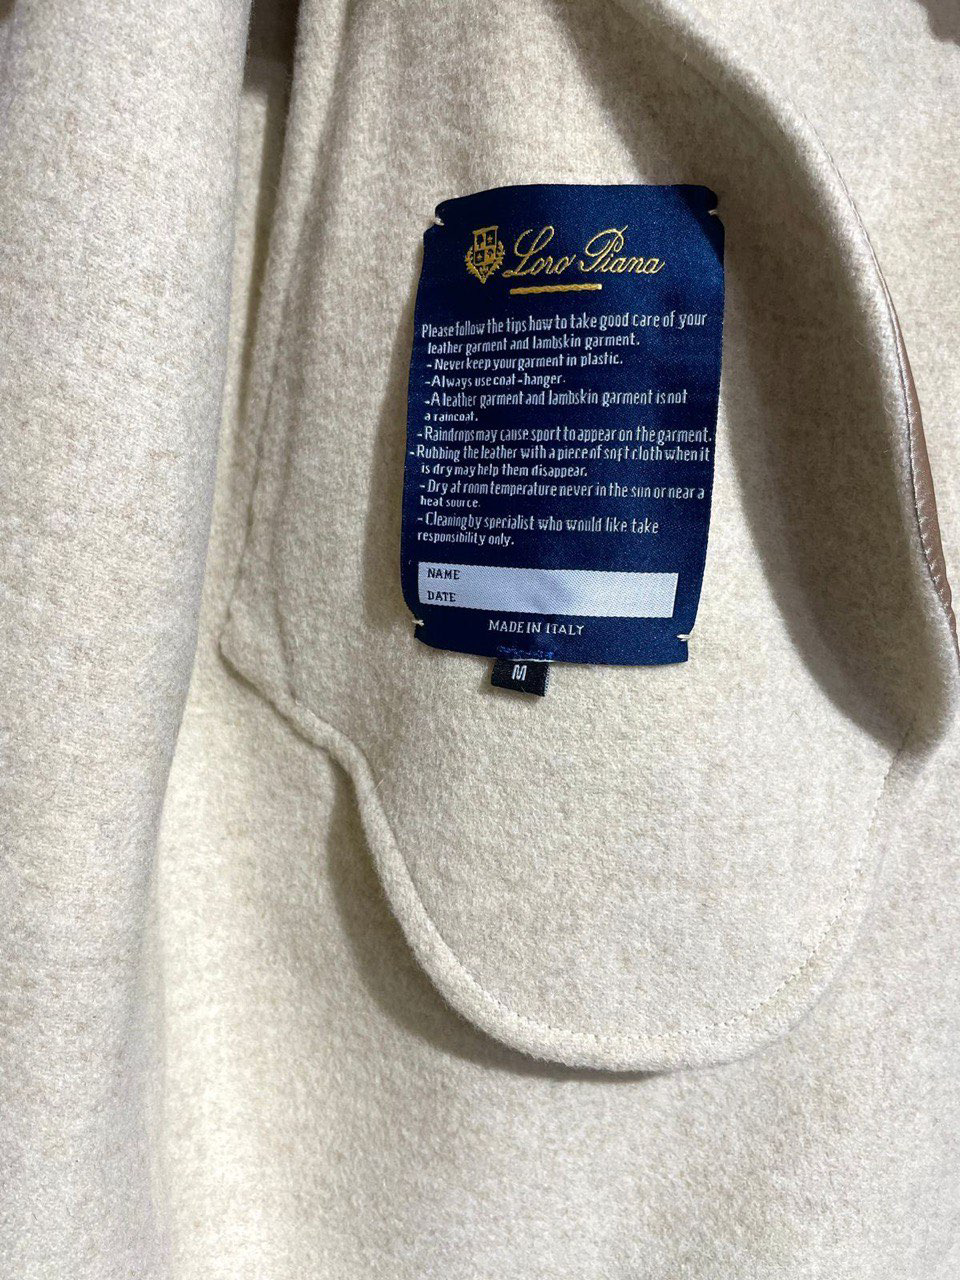 Loro Piana
Please follow the tips how to take good care of your
leather garment and lambskin garment.
- Never keep your garment in plastic.
- Always use coat - hanger.
- A leather garment and lambskin garment is not
a raincoat.
- Raindrops may cause sport to appear on the garment.
- Rubbing the leather with a piece of soft cloth when it
is dry may help them disappear.
- Dry at room temperature never in the sun or near a
heat source.
- Cleaning by specialist who would like take
responsibility only.
NAME
DATE
MADE IN ITALY
M